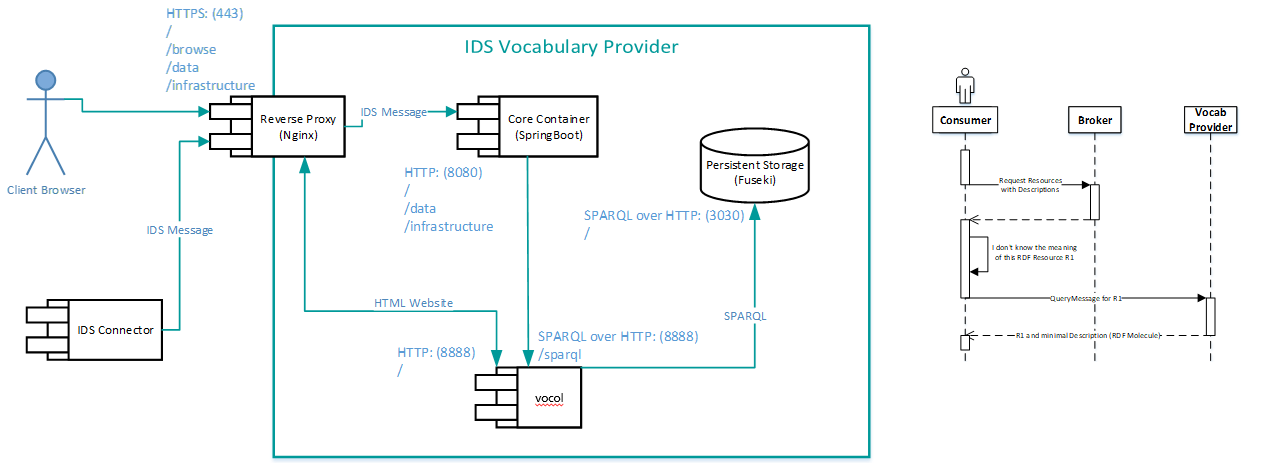 HTTPS: (443)
/
/browse
/data
/infrastructure
IDS Vocabulary Provider
Client Browser
Reverse Proxy
(Nginx)
IDS Message
Core Container
(SpringBoot)
HTTP: (8080)
/
/data
/infrastructure
Persistent Storage
(Fuseki)
SPARQL over HTTP: (3030)
/
IDS Message
IDS Connector
HTML Website
SPARQL
HTTP: (8888)
/
SPARQL over HTTP: (8888)
/sparql
vocol
Consumer
Broker
Vocab
Provider
Request Resources
with Descriptions
I don't know the meaning
of this RDF Resource R1
QueryMessage for R1
R1 and minimal Description (RDF Molecule)